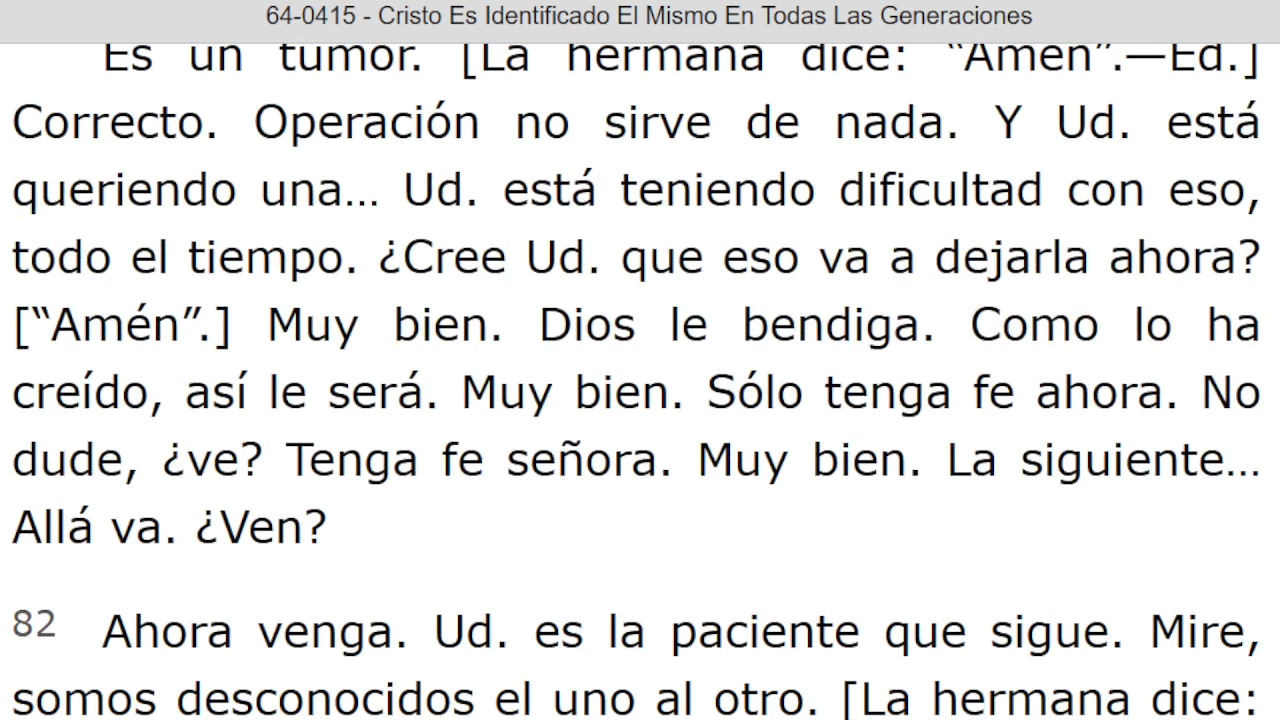 64-0415 - Cristo Es Identificado El Mismo En Todas Las Generaciones
Es un tumor. [La hermana dice: “Amén”.—Ed.]
Correcto. Operación no sirve de nada. Y Ud. está
queriendo una… Ud. está teniendo dificultad con eso,
todo el tiempo. ¿Cree Ud. que eso va a dejarla ahora?
[“Amén”.] Muy bien. Dios le bendiga. Como lo ha
creído, así le será. Muy bien. Sólo tenga fe ahora. No
dude, ¿ve? Tenga fe señora. Muy bien. La siguiente…
Allá va. ¿Ven?
82 Ahora venga. Ud. es la paciente que sigue. Mire,
somos desconocidos el uno al otro. [La hermana dice: